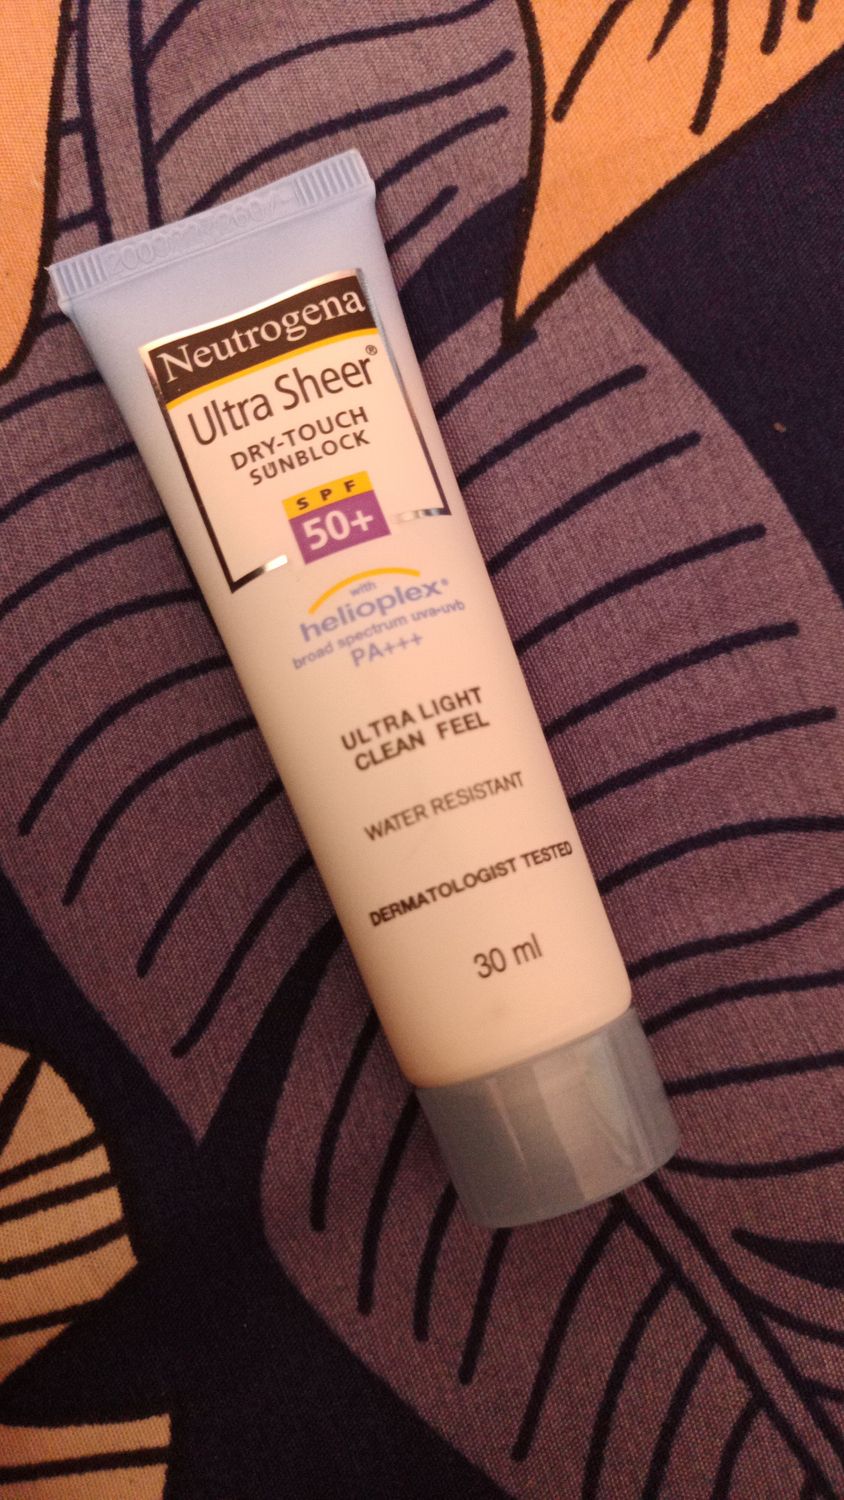 Neutrogena
Ultra Sheer®
DRY-TOUCH
SUNBLOCK
SPF
50+
with
helioplex®
broad spectrum uva-uvb
PA+++
ULTRA LIGHT
CLEAN FEEL
WATER RESISTANT
DERMATOLOGIST TESTED
30 ml